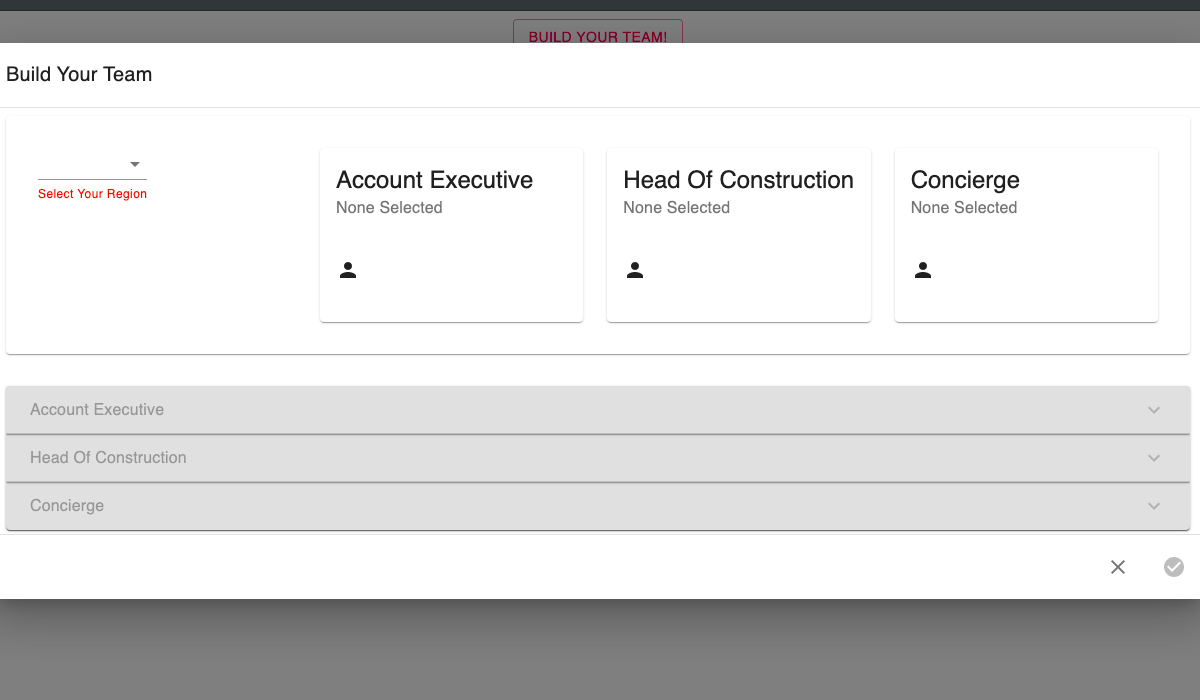 BUILD YOUR TEAM!
Build Your Team
Select Your Region
Account Executive
None Selected
Head Of Construction
None Selected
Concierge
None Selected
Account Executive
Head Of Construction
Concierge